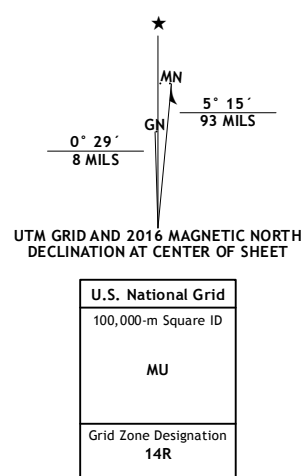 ★
MN
GN
5° 15´
93 MILS
0° 29´
8 MILS
UTM GRID AND 2016 MAGNETIC NORTH
DECLINATION AT CENTER OF SHEET
U.S. National Grid
100,000-m Square ID
MU
Grid Zone Designation
14R